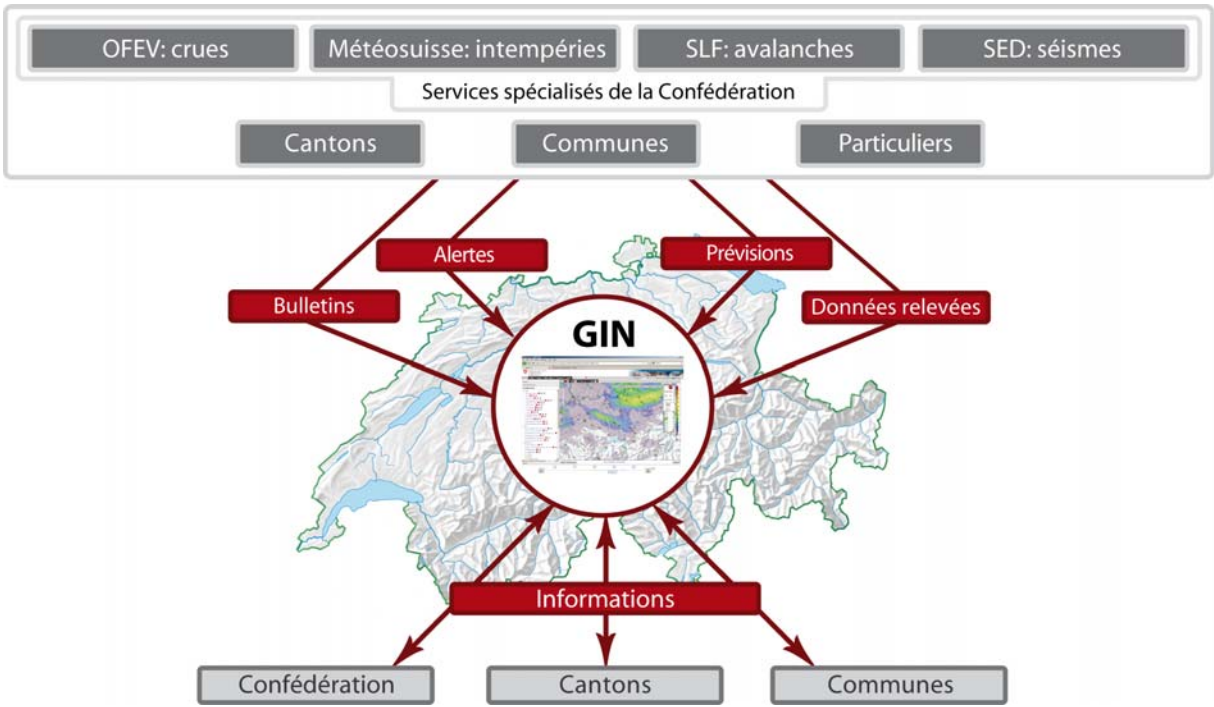 OFEV: crues
Météosuisse: intempéries
SLF: avalanches
SED: séismes
Services spécialisés de la Confédération
Cantons
Communes
Particuliers
Alertes
Prévisions
Bulletins
Données relevées
GIN
Informations
Confédération
Cantons
Communes